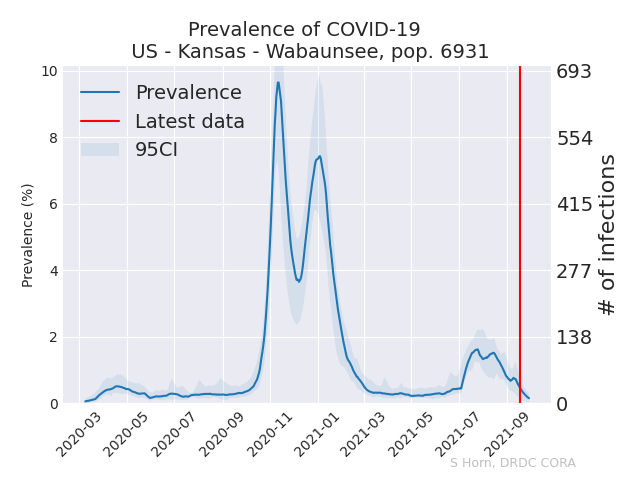 Prevalence of COVID-19
US - Kansas - Wabaunsee, pop. 6931
Prevalence
Latest data
95CI
Prevalence (%)
10
8
6
4
2
0
693
554
415
277
138
0
# of infections
2020-03
2020-05
2020-07
2020-09
2020-11
2021-01
2021-03
2021-05
2021-07
2021-09
S Horn, DRDC CORA